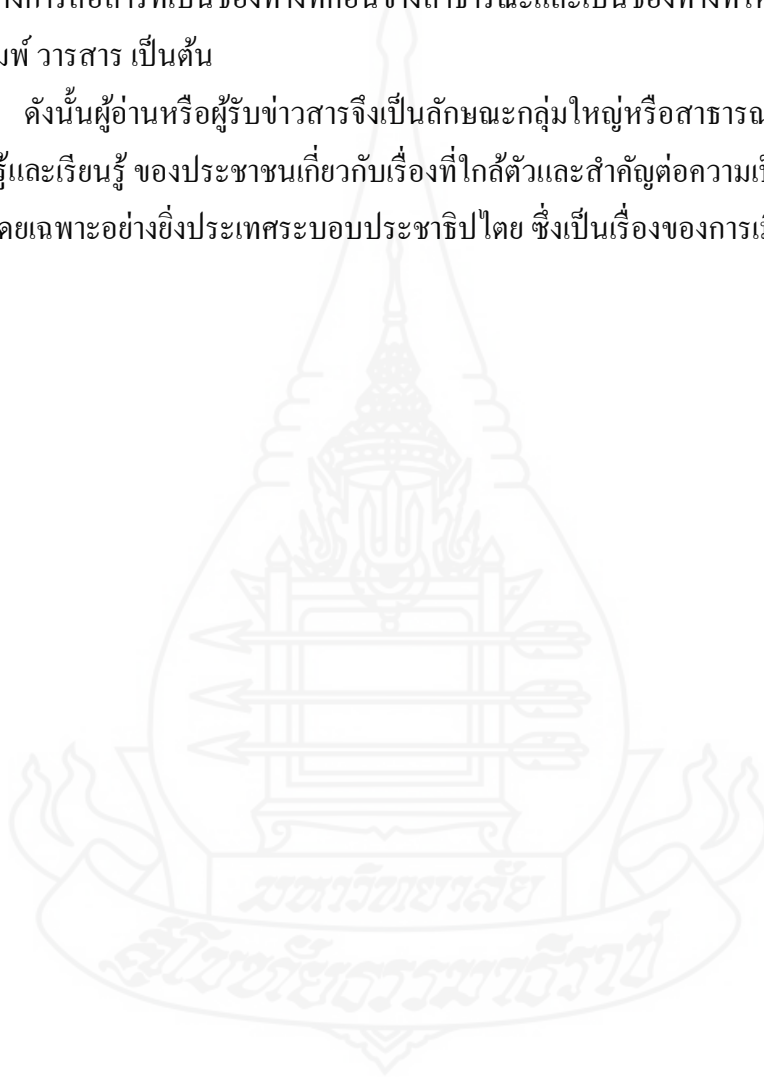 มพ์ วารสาร เป็นต้น
ดังนั้นผู้อ่านหรือผู้รับข่าวสารจึงเป็นลักษณะกลุ่มใหญ่หรือสาธารณ
รู้และเรียนรู้ ของประชาชนเกี่ยวกับเรื่องที่ใกล้ตัวและสำคัญต่อความเป็
ดยเฉพาะอย่างยิ่งประเทศระบอบประชาธิปไตย ซึ่งเป็นเรื่องของการเมื
มหาวิทยาลัย
สุโขทัยธรรมาธิราช